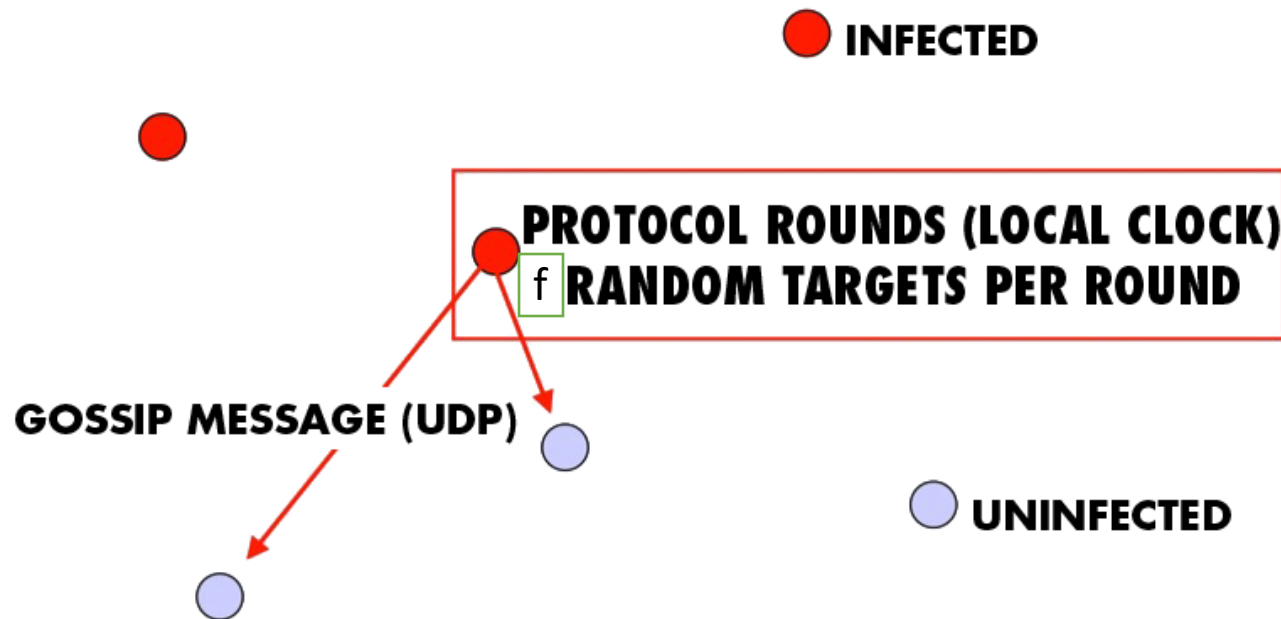 INFECTED
PROTOCOL ROUNDS (LOCAL CLOCK)
f RANDOM TARGETS PER ROUND
GOSSIP MESSAGE (UDP)
UNINFECTED